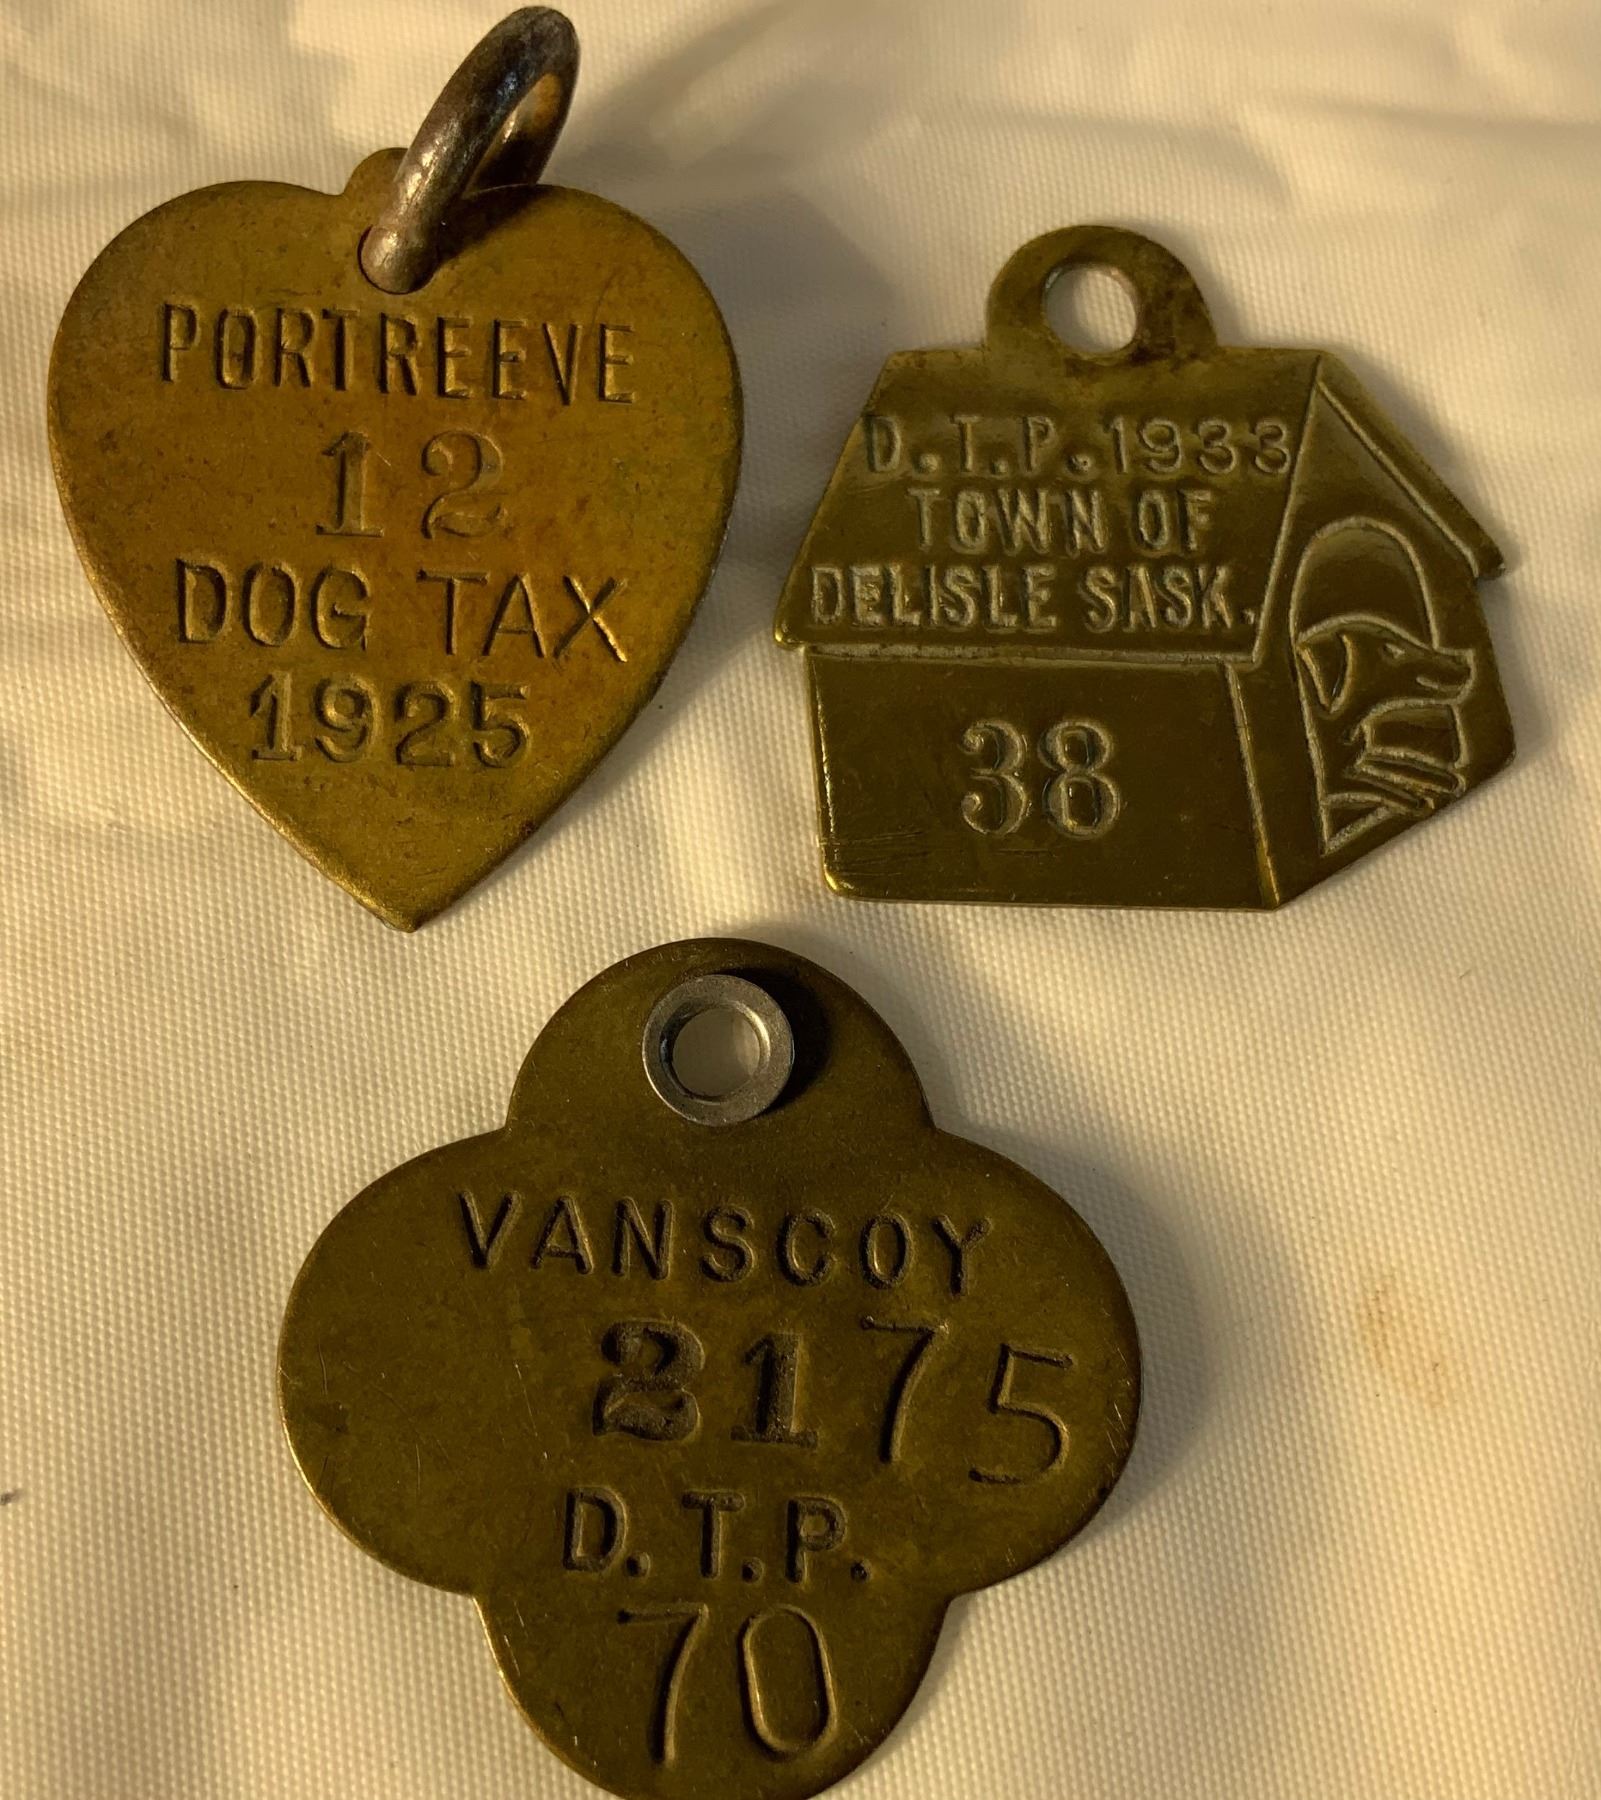 PORTREEVE
12
DOG TAX
1925
D.T.P. 1933
TOWN OF
DELISLE SASK.
38
VANSCOY
2175
D.T.P.
70